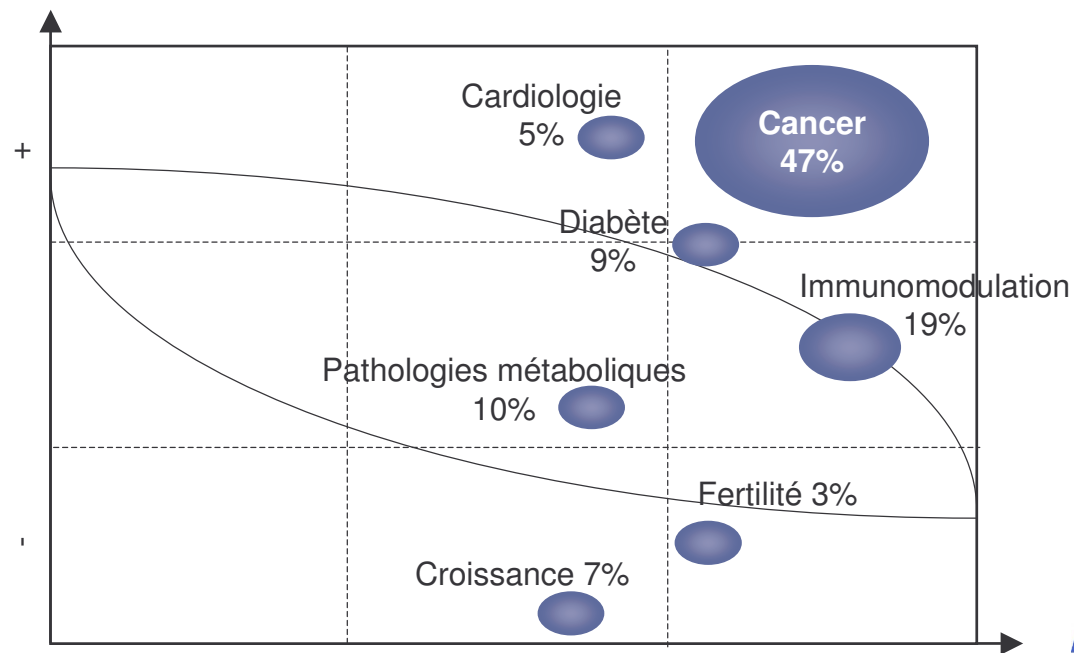 Cardiologie
5%
Cancer
47%
+
Diabète
9%
Immunomodulation
19%
Pathologies métaboliques
10%
Fertilité 3%
-
Croissance 7%